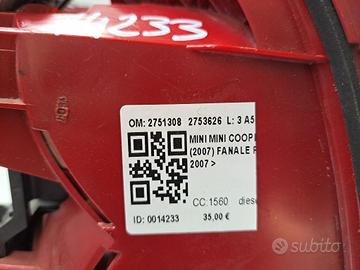 4233
OM: 2751308 2753626 L: 3 A5
MINI MINI COOP
(2007) FANALE
2007 >
CC:1560 diese
ID: 0014233 35,00 €
subito